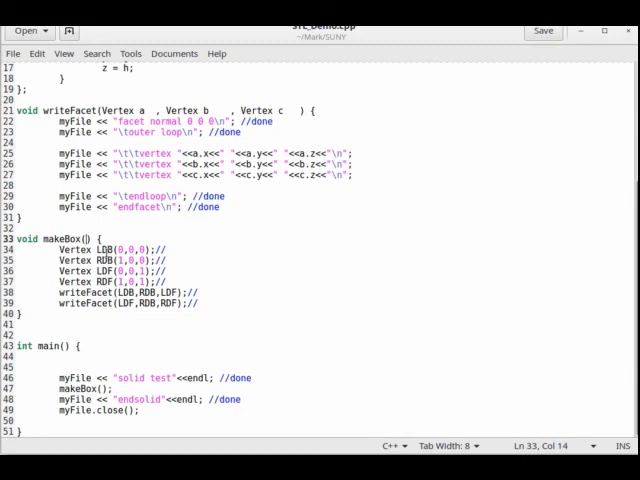 Open
STL_Demo.cpp
~/Mark/SUNY
Save
File Edit View Search Tools Documents Help
17 z = h;
18 }
19 };
20
21 void writeFacet(Vertex a , Vertex b , Vertex c ) {
22 myFile << "facet normal 0 0 0\n"; //done
23 myFile << "\touter loop\n"; //done
24
25 myFile << "\t\tvertex "<<a.x<<" "<<a.y<<" "<<a.z<<"\n";
26 myFile << "\t\tvertex "<<b.x<<" "<<b.y<<" "<<b.z<<"\n";
27 myFile << "\t\tvertex "<<c.x<<" "<<c.y<<" "<<c.z<<"\n";
28
29 myFile << "\tendloop\n"; //done
30 myFile << "endfacet\n"; //done
31 }
32
33 void makeBox() {
34 Vertex LDB(0,0,0);//
35 Vertex RDB(1,0,0);//
36 Vertex LDF(0,0,1);//
37 Vertex RDF(1,0,1);//
38 writeFacet(LDB,RDB,LDF);//
39 writeFacet(LDF,RDB,RDF);//
40 }
41
42
43 int main() {
44
45
46 myFile << "solid test"<<endl; //done
47 makeBox();
48 myFile << "endsolid"<<endl; //done
49 myFile.close();
50
51 }
C++ Tab Width: 8 Ln 33, Col 14 INS